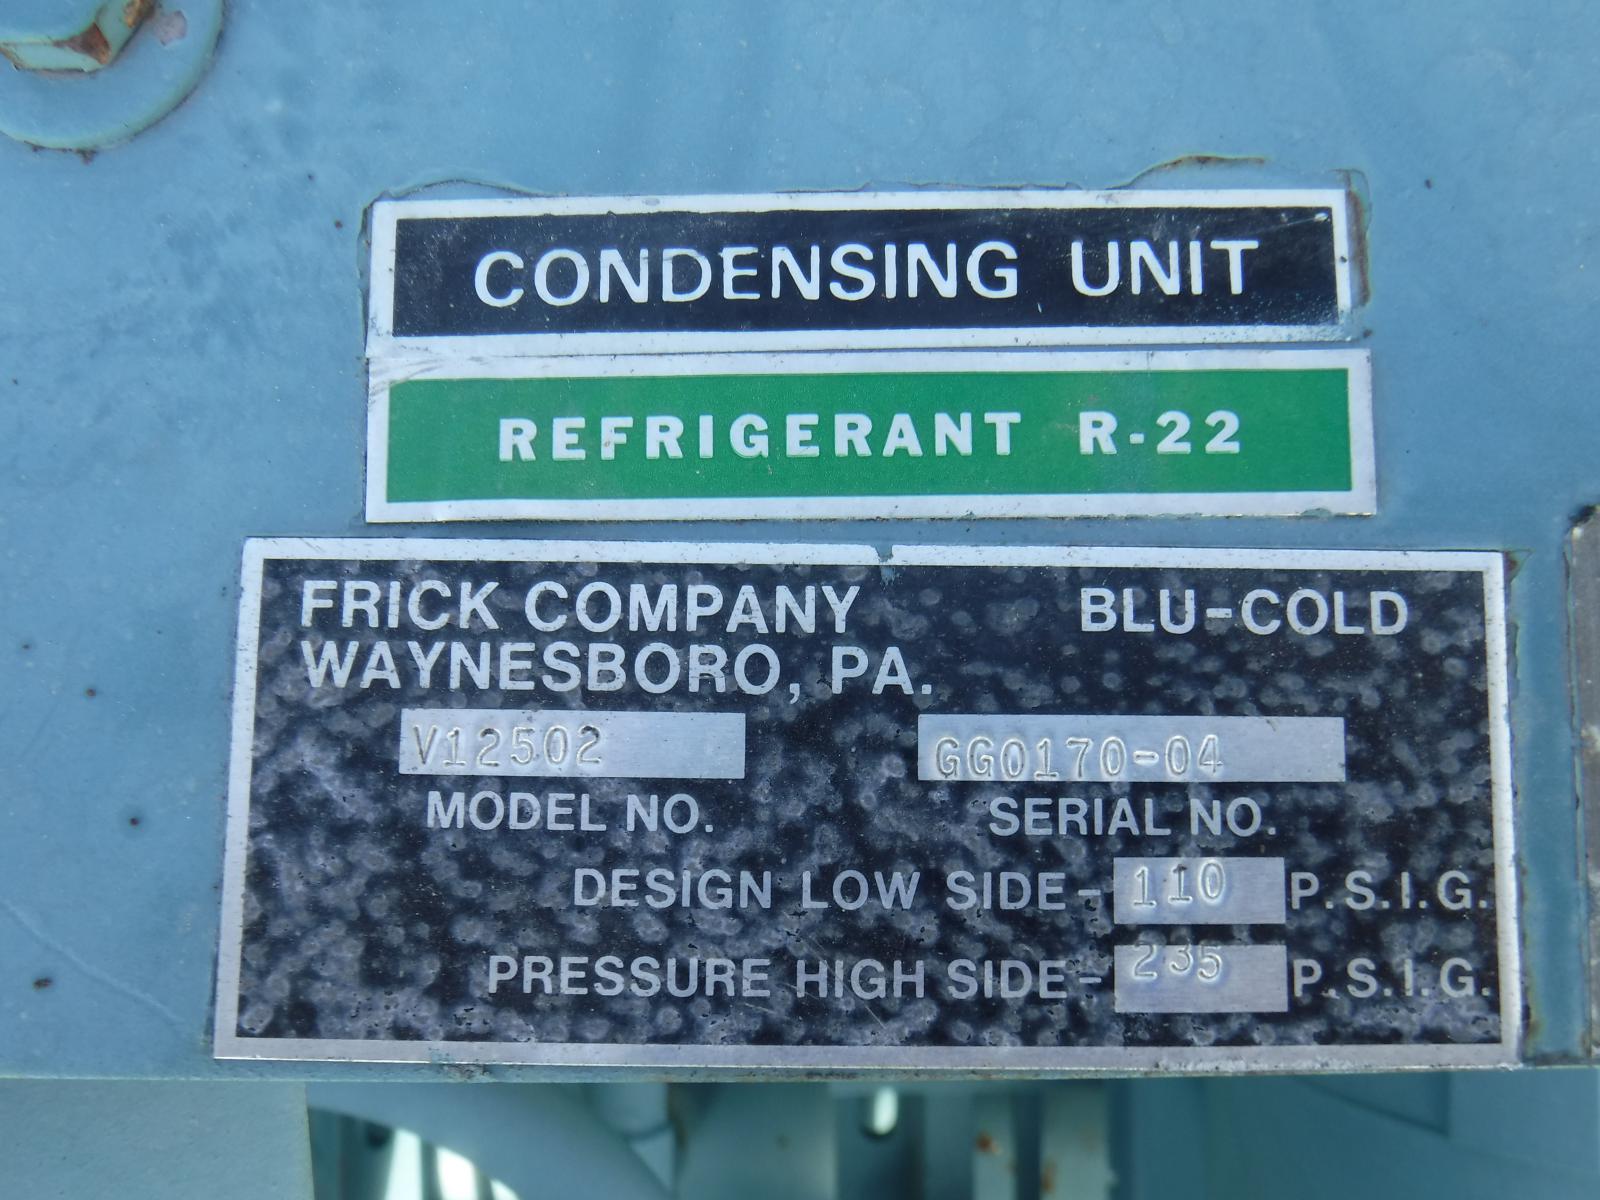 CONDENSING UNIT
REFRIGERANT R-22
FRICK COMPANY BLU-COLD
WAYNESBORO, PA.
V12502 GG0170-04
MODEL NO. SERIAL NO.
DESIGN LOW SIDE- 110 P.S.I.G.
PRESSURE HIGH SIDE- 235 P.S.I.G.